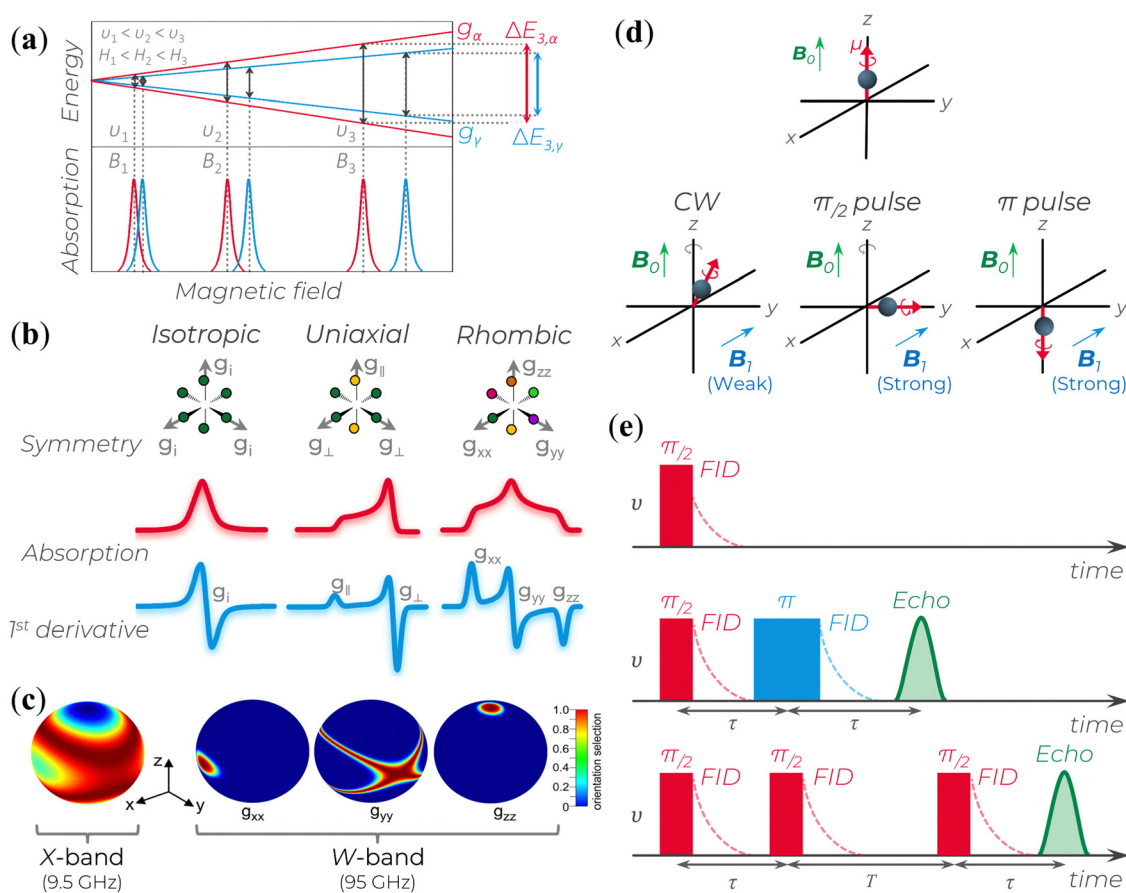 (a)
υ1 < υ2 < υ3
H1 < H2 < H3
gα
ΔE3,α
Energy
gγ
ΔE3,γ
υ1
υ2
υ3
B1
B2
B3
Absorption
Magnetic field
(b)
Isotropic
Uniaxial
Rhombic
gi
g∥
gzz
Symmetry
gi
gi
g⊥
g⊥
gxx
gyy
Absorption
1st derivative
gi
g∥
g⊥
gxx
gyy
gzz
(c)
z
x
y
gxx
gyy
gzz
1.0
0.8
0.6
0.4
0.2
0
orientation selection
X-band
(9.5 GHz)
W-band
(95 GHz)
(d)
z
B0
μ
y
x
CW
π/2 pulse
π pulse
z
B0
y
x
B1
(Weak)
z
B0
y
x
B1
(Strong)
z
B0
y
x
B1
(Strong)
(e)
π/2
FID
υ
time
π/2
FID
π
FID
Echo
υ
time
τ
τ
π/2
FID
π/2
FID
π/2
FID
Echo
υ
time
τ
T
τ